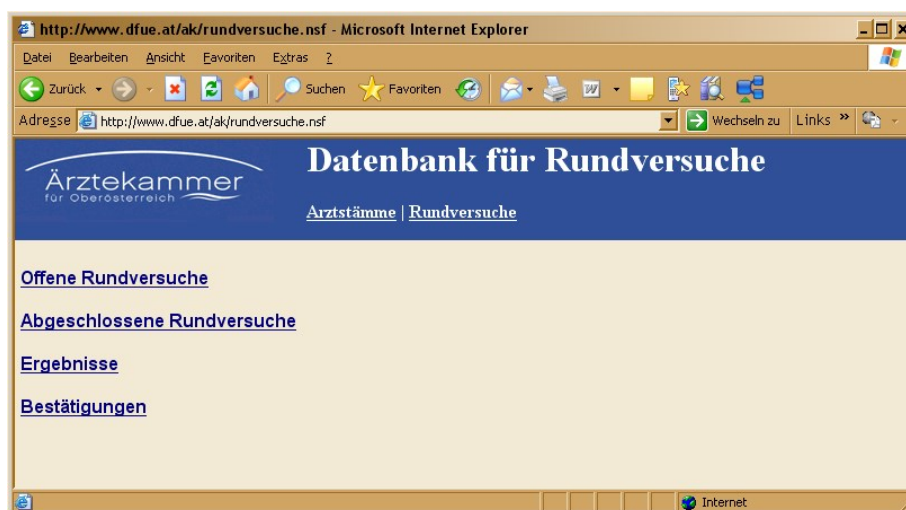 http://www.dfue.at/ak/rundversuche.nsf - Microsoft Internet Explorer
Datei Bearbeiten Ansicht Favoriten Extras ?
Zurück Suchen Favoriten
Adresse http://www.dfue.at/ak/rundversuche.nsf Wechseln zu Links »
Ärztekammer
für Oberösterreich
Datenbank für Rundversuche
Arztstämme | Rundversuche
Offene Rundversuche
Abgeschlossene Rundversuche
Ergebnisse
Bestätigungen
Internet